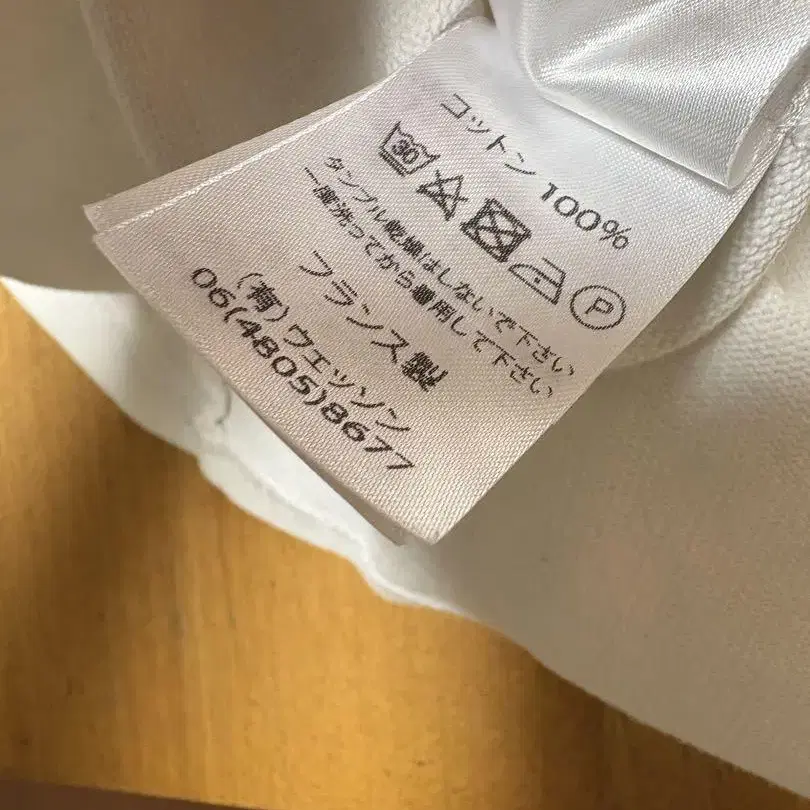 コットン 100%
30
P
タンブル乾燥はしないで下さい
一度洗ってから着用して下さい
フランス製
(有)ウエッソン
06(4805)8677